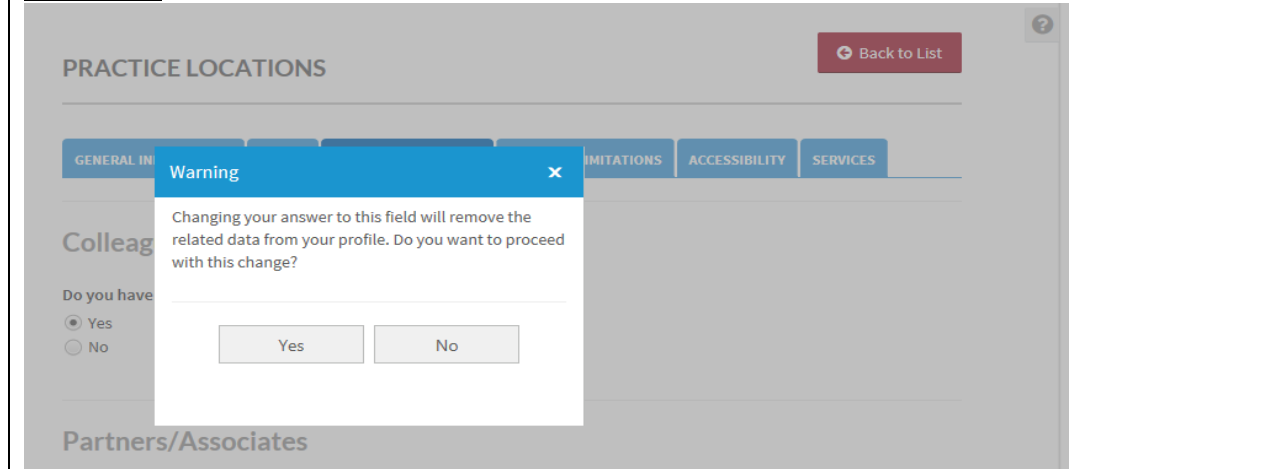 Back to List
PRACTICE LOCATIONS
GENERAL IN
IMITATIONS
ACCESSIBILITY
SERVICES
Warning
Changing your answer to this field will remove the
related data from your profile. Do you want to proceed
with this change?
Colleag
Do you have
Yes
No
Yes
No
Partners/Associates